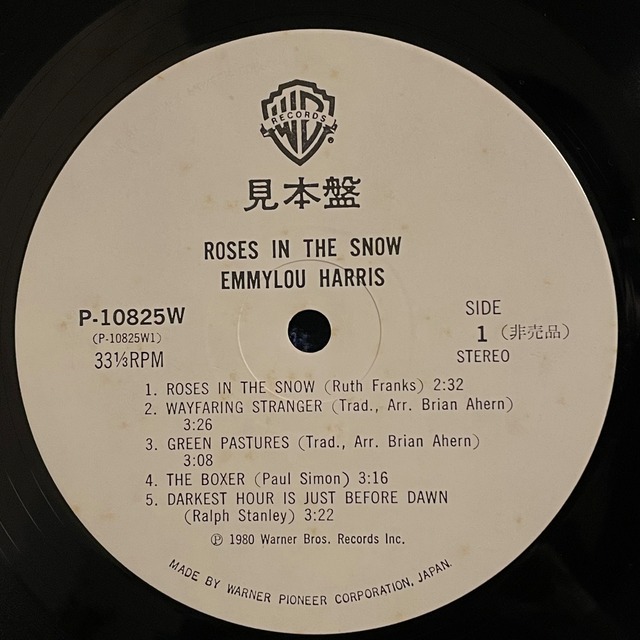 WB
RECORDS
®
見本盤
ROSES IN THE SNOW
EMMYLOU HARRIS
P-10825W
(P-10825W1)
33⅓RPM
SIDE
1 (非売品)
STEREO
1. ROSES IN THE SNOW (Ruth Franks) 2:32
2. WAYFARING STRANGER (Trad., Arr. Brian Ahern)
3:26
3. GREEN PASTURES (Trad., Arr. Brian Ahern)
3:08
4. THE BOXER (Paul Simon) 3:16
5. DARKEST HOUR IS JUST BEFORE DAWN
(Ralph Stanley) 3:22
℗ 1980 Warner Bros. Records Inc.
MADE BY WARNER PIONEER CORPORATION, JAPAN.